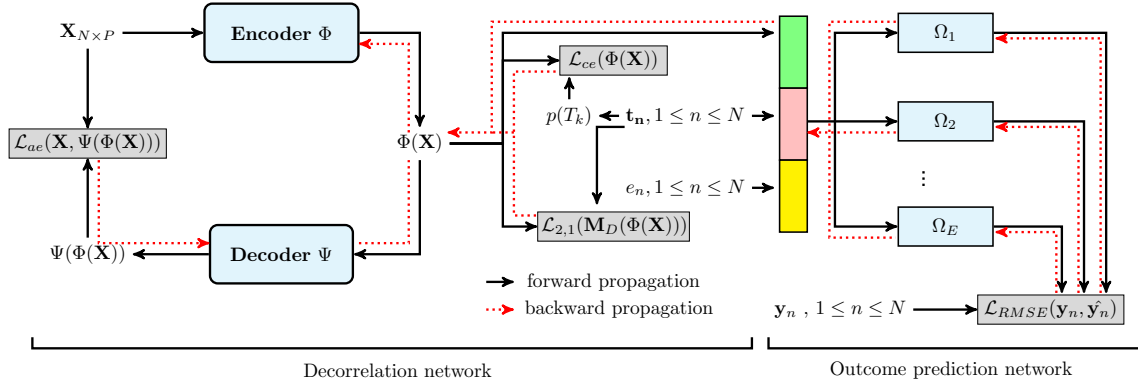 X_{N×P}
Encoder Φ
Ω_1
L_{ce}(Φ(X))
p(T_k)
t_n, 1 ≤ n ≤ N
Ω_2
L_{ae}(X, Ψ(Φ(X)))
Φ(X)
⋮
e_n, 1 ≤ n ≤ N
L_{2,1}(M_D(Φ(X)))
Ω_E
Ψ(Φ(X))
Decoder Ψ
forward propagation
backward propagation
y_n , 1 ≤ n ≤ N
L_{RMSE}(y_n, ŷ_n)
Decorrelation network
Outcome prediction network